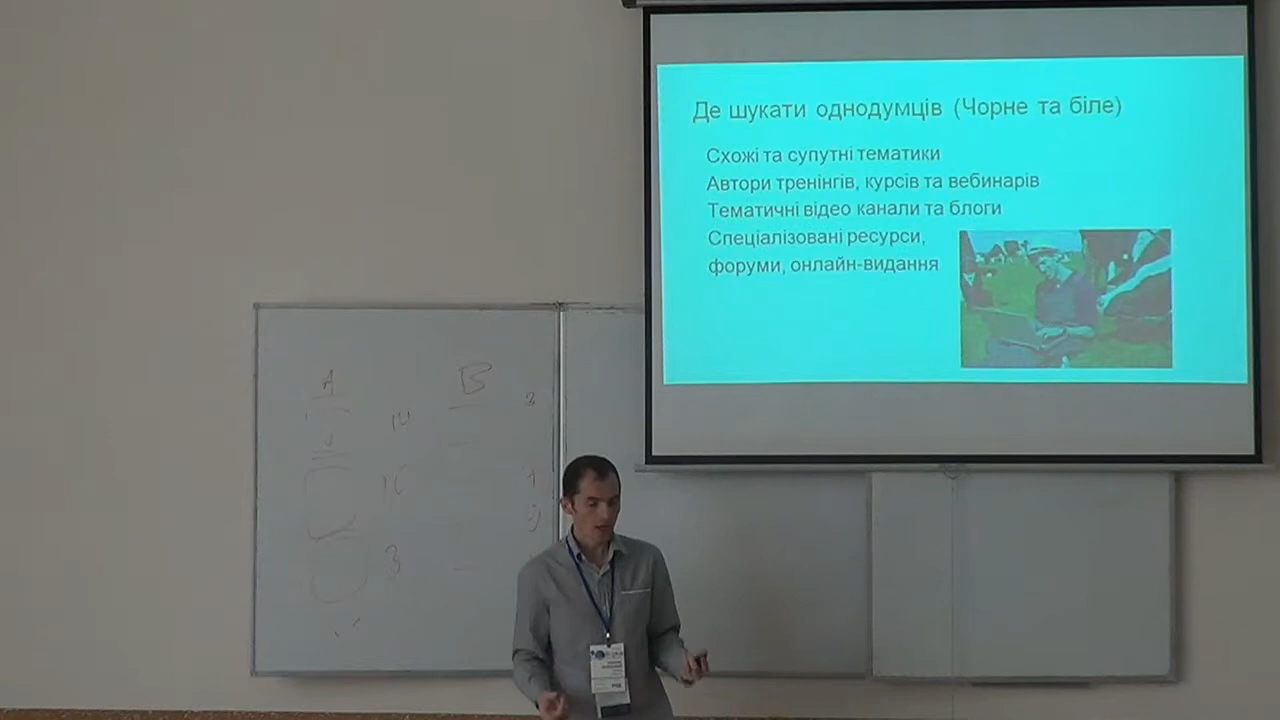 Де шукати однодумців (Чорне та біле)
Схожі та супутні тематики
Автори тренінгів, курсів та вебинарів
Тематичні відео канали та блоги
Спеціалізовані ресурси,
форуми, онлайн-видання
A B